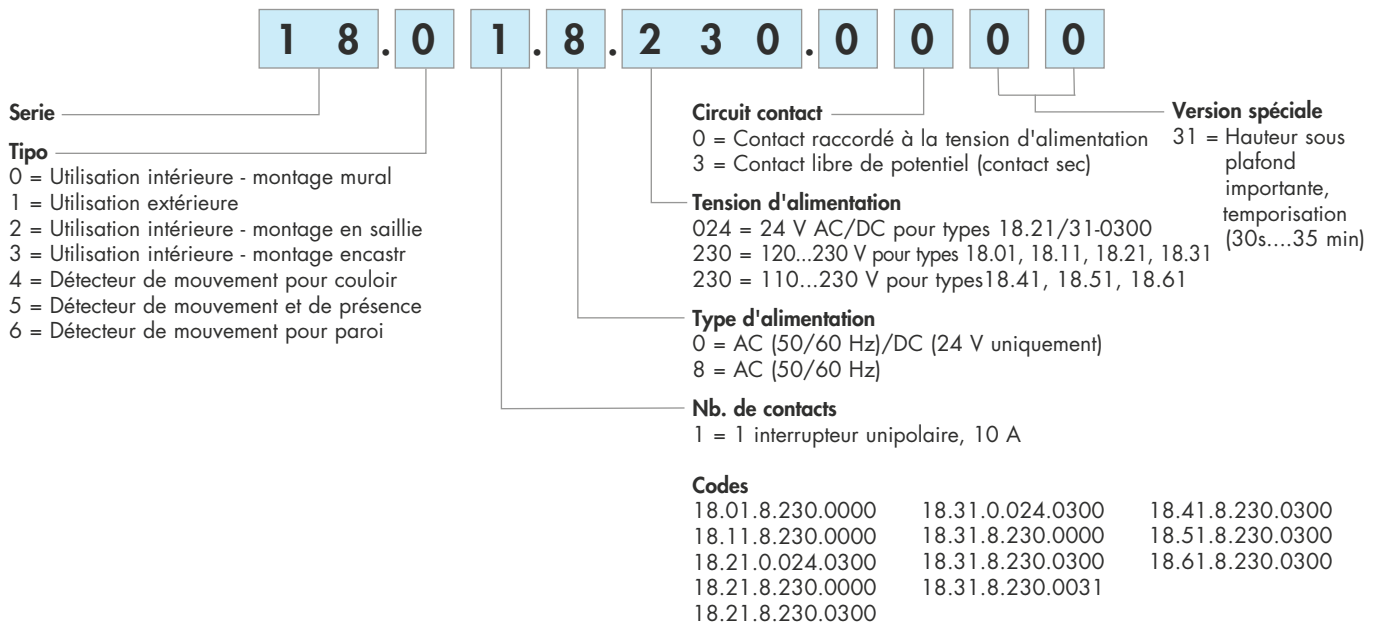 1 8 . 0 1 . 8 . 2 3 0 . 0 0 0 0
Serie
Tipo
0 = Utilisation intérieure - montage mural
1 = Utilisation extérieure
2 = Utilisation intérieure - montage en saillie
3 = Utilisation intérieure - montage encastr
4 = Détecteur de mouvement pour couloir
5 = Détecteur de mouvement et de présence
6 = Détecteur de mouvement pour paroi
Circuit contact
0 = Contact raccordé à la tension d'alimentation
3 = Contact libre de potentiel (contact sec)
Tension d'alimentation
024 = 24 V AC/DC pour types 18.21/31-0300
230 = 120...230 V pour types 18.01, 18.11, 18.21, 18.31
230 = 110...230 V pour types18.41, 18.51, 18.61
Type d'alimentation
0 = AC (50/60 Hz)/DC (24 V uniquement)
8 = AC (50/60 Hz)
Nb. de contacts
1 = 1 interrupteur unipolaire, 10 A
Version spéciale
31 = Hauteur sous
plafond
importante,
temporisation
(30s....35 min)
Codes
18.01.8.230.0000
18.11.8.230.0000
18.21.0.024.0300
18.21.8.230.0000
18.21.8.230.0300
18.31.0.024.0300
18.31.8.230.0000
18.31.8.230.0300
18.31.8.230.0031
18.41.8.230.0300
18.51.8.230.0300
18.61.8.230.0300